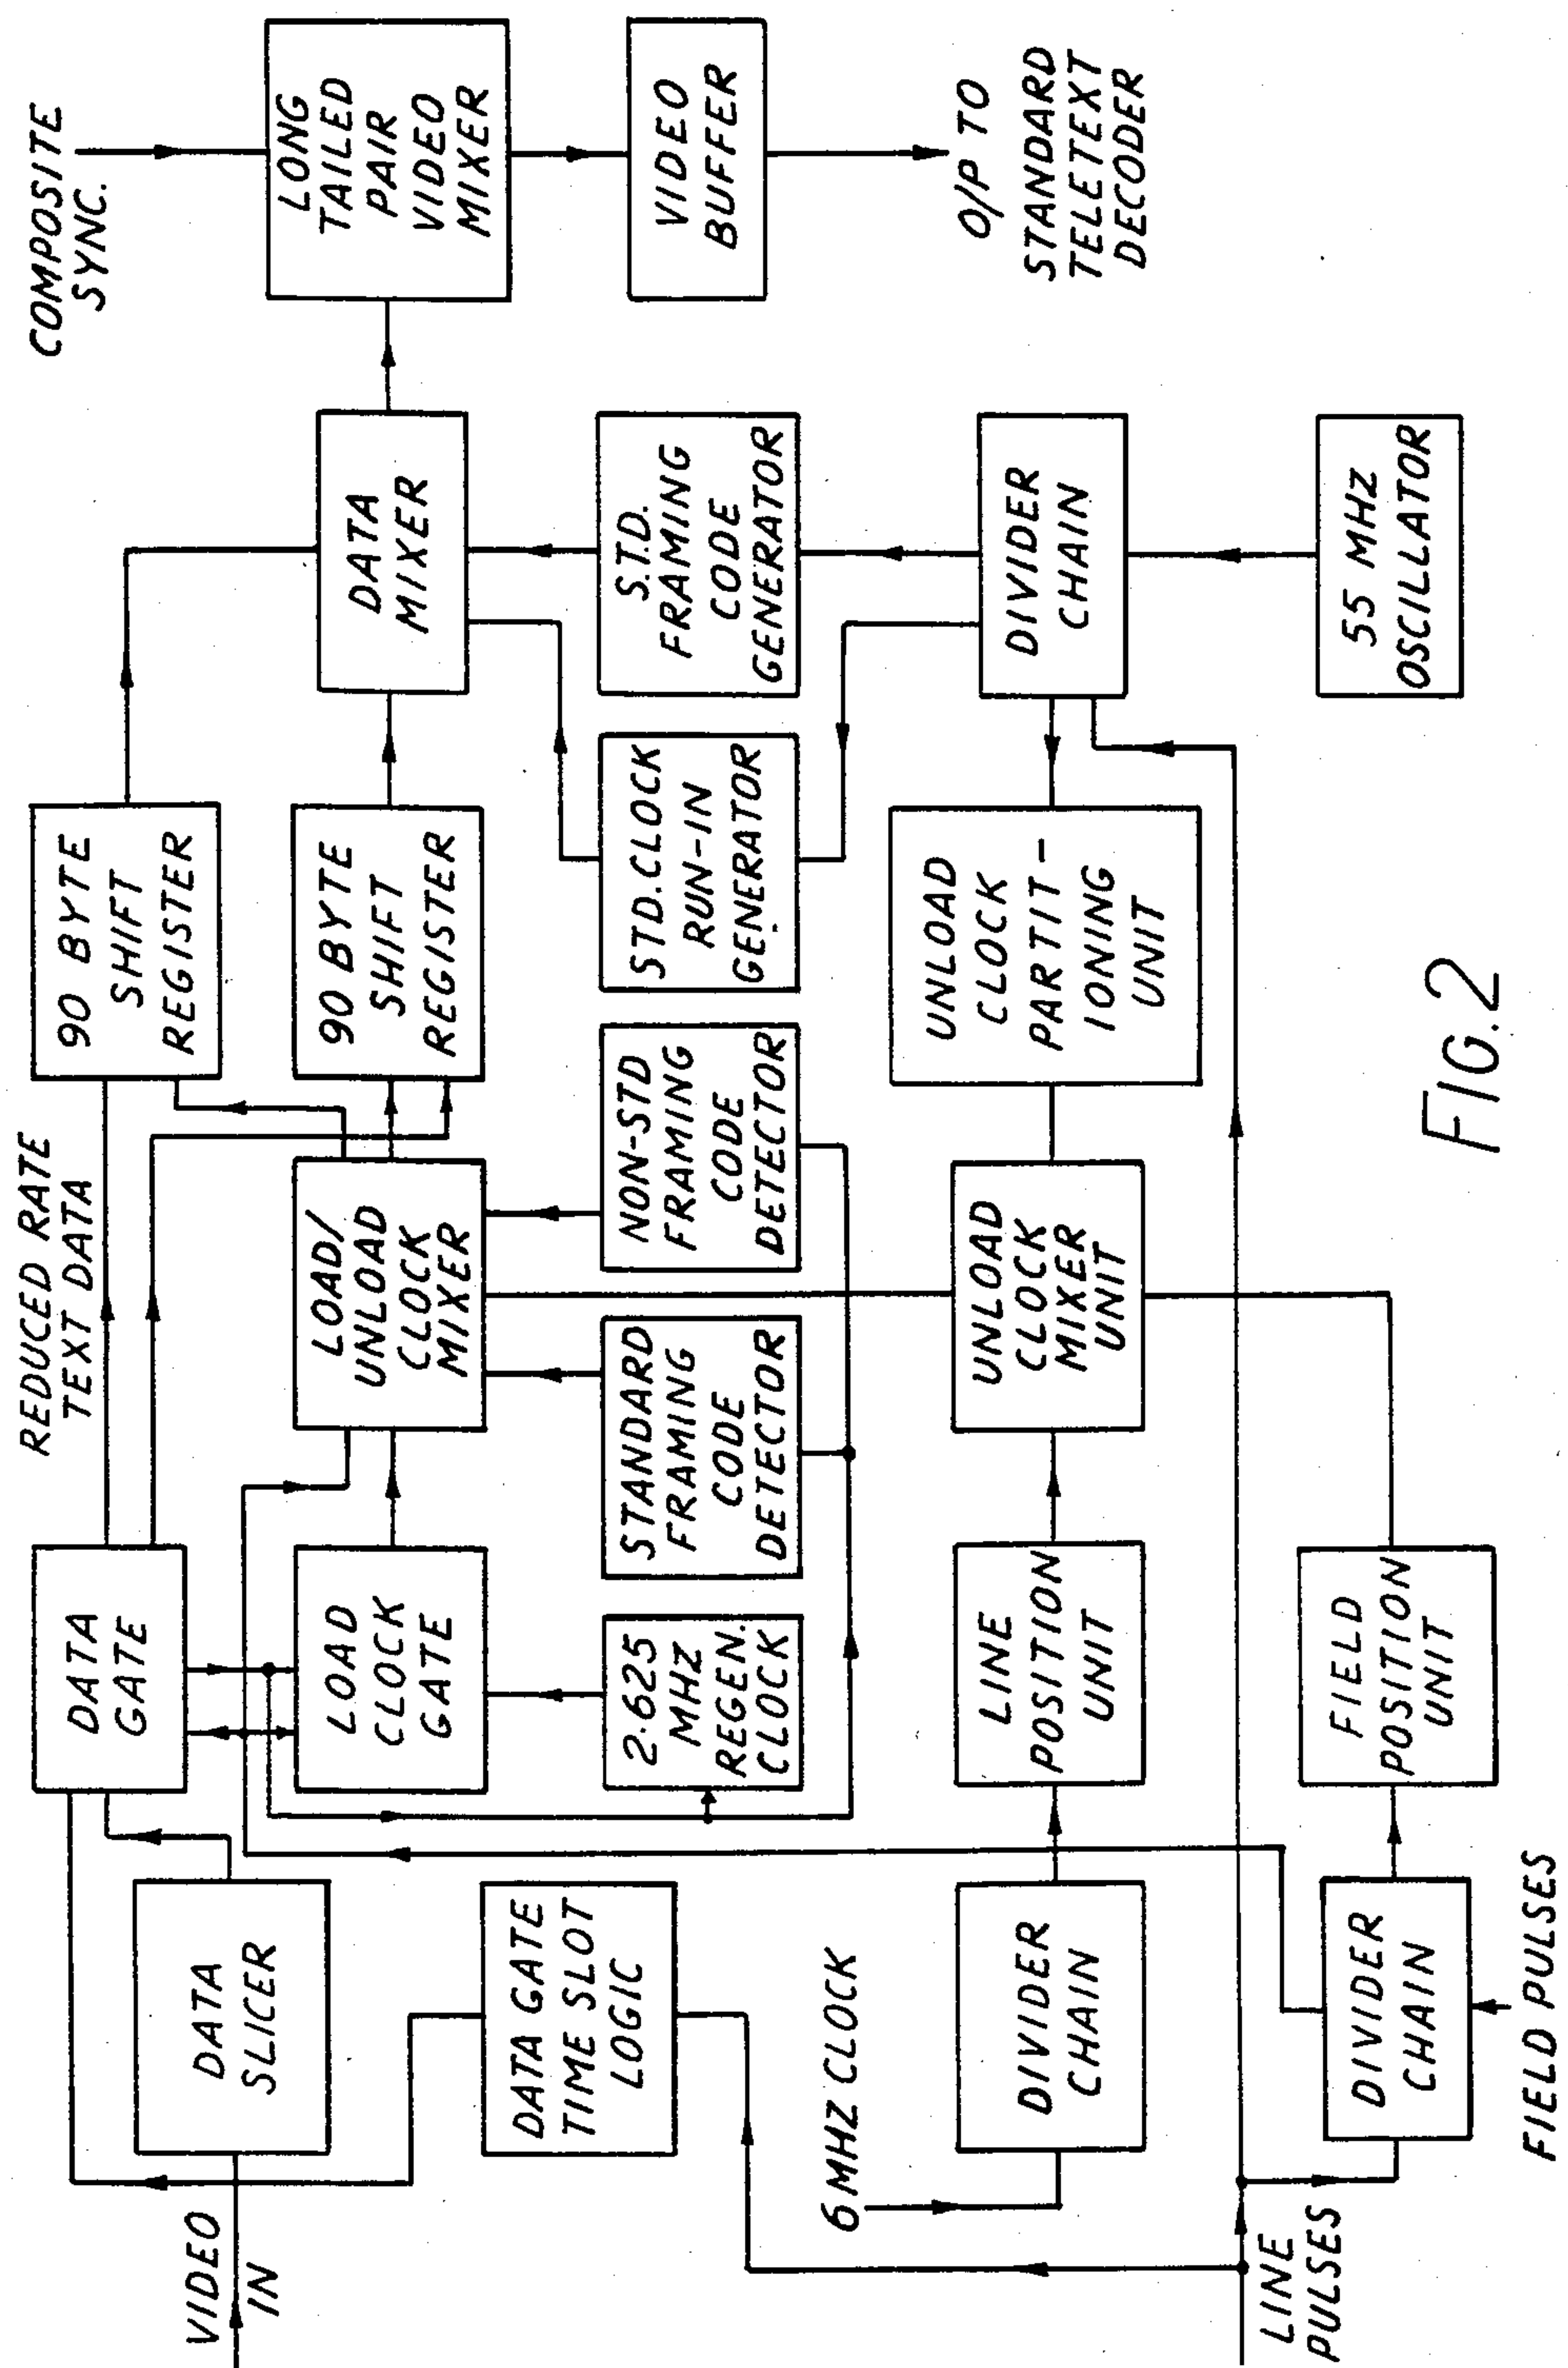 VIDEO
IN
DATA
SLICER
DATA GATE
TIME SLOT
LOGIC
6 MHZ CLOCK
DIVIDER
CHAIN
LINE
PULSES
DIVIDER
CHAIN
FIELD PULSES
DATA
GATE
LOAD
CLOCK
GATE
2.625
MHZ
REGEN.
CLOCK
LINE
POSITION
UNIT
FIELD
POSITION
UNIT
REDUCED RATE
TEXT DATA
LOAD/
UNLOAD
CLOCK
MIXER
STANDARD
FRAMING
CODE
DETECTOR
NON-STD
FRAMING
CODE
DETECTOR
UNLOAD
CLOCK
MIXER
UNIT
90 BYTE
SHIFT
REGISTER
90 BYTE
SHIFT
REGISTER
STD.CLOCK
RUN-IN
GENERATOR
UNLOAD
CLOCK
PARTIT-
IONING
UNIT
DATA
MIXER
S.T.D.
FRAMING
CODE
GENERATOR
DIVIDER
CHAIN
55 MHZ
OSCILLATOR
COMPOSITE
SYNC.
LONG
TAILED
PAIR
VIDEO
MIXER
VIDEO
BUFFER
O/P TO
STANDARD
TELETEXT
DECODER
FIG.2